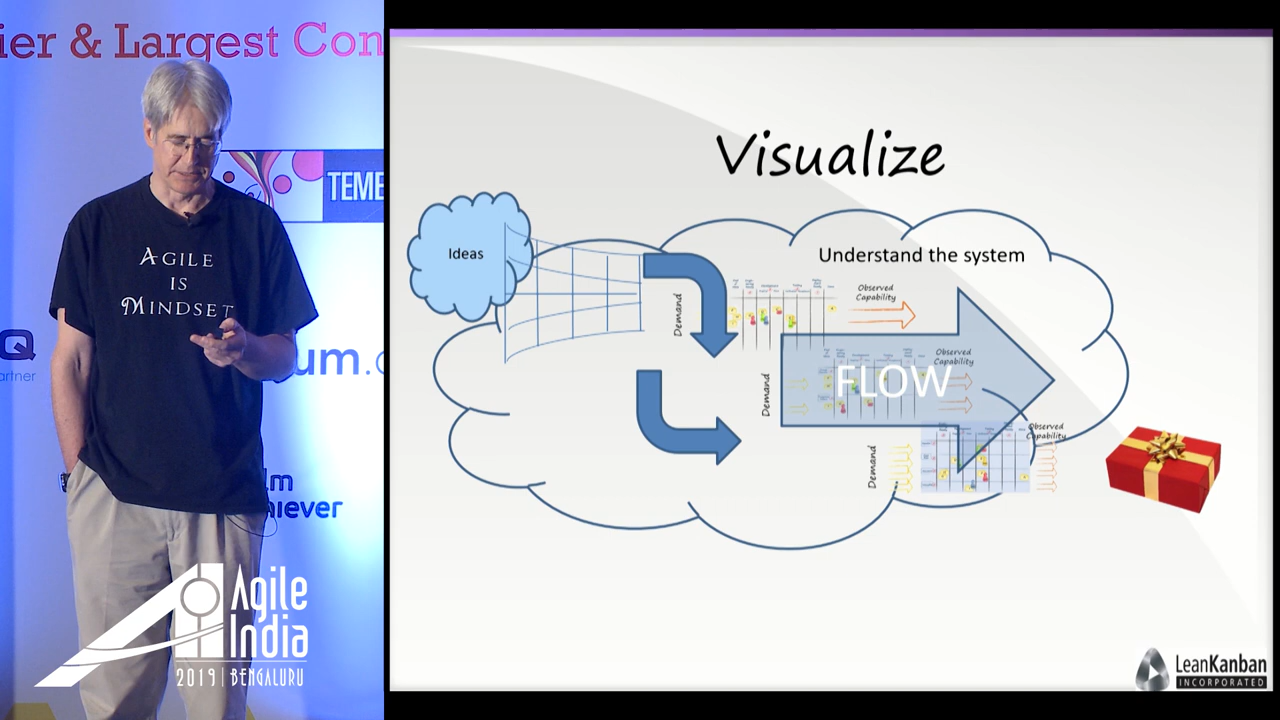 ier & Largest Con
TEME
AGILE
IS
MINDSET
Q
artner
um.c
lm
hiever
Agile
India
2019 | BENGALURU
Visualize
Ideas
Understand the system
Demand
Observed
Capability
Demand
Observed
Capability
FLOW
Demand
Observed
Capability
LeanKanban
INCORPORATED